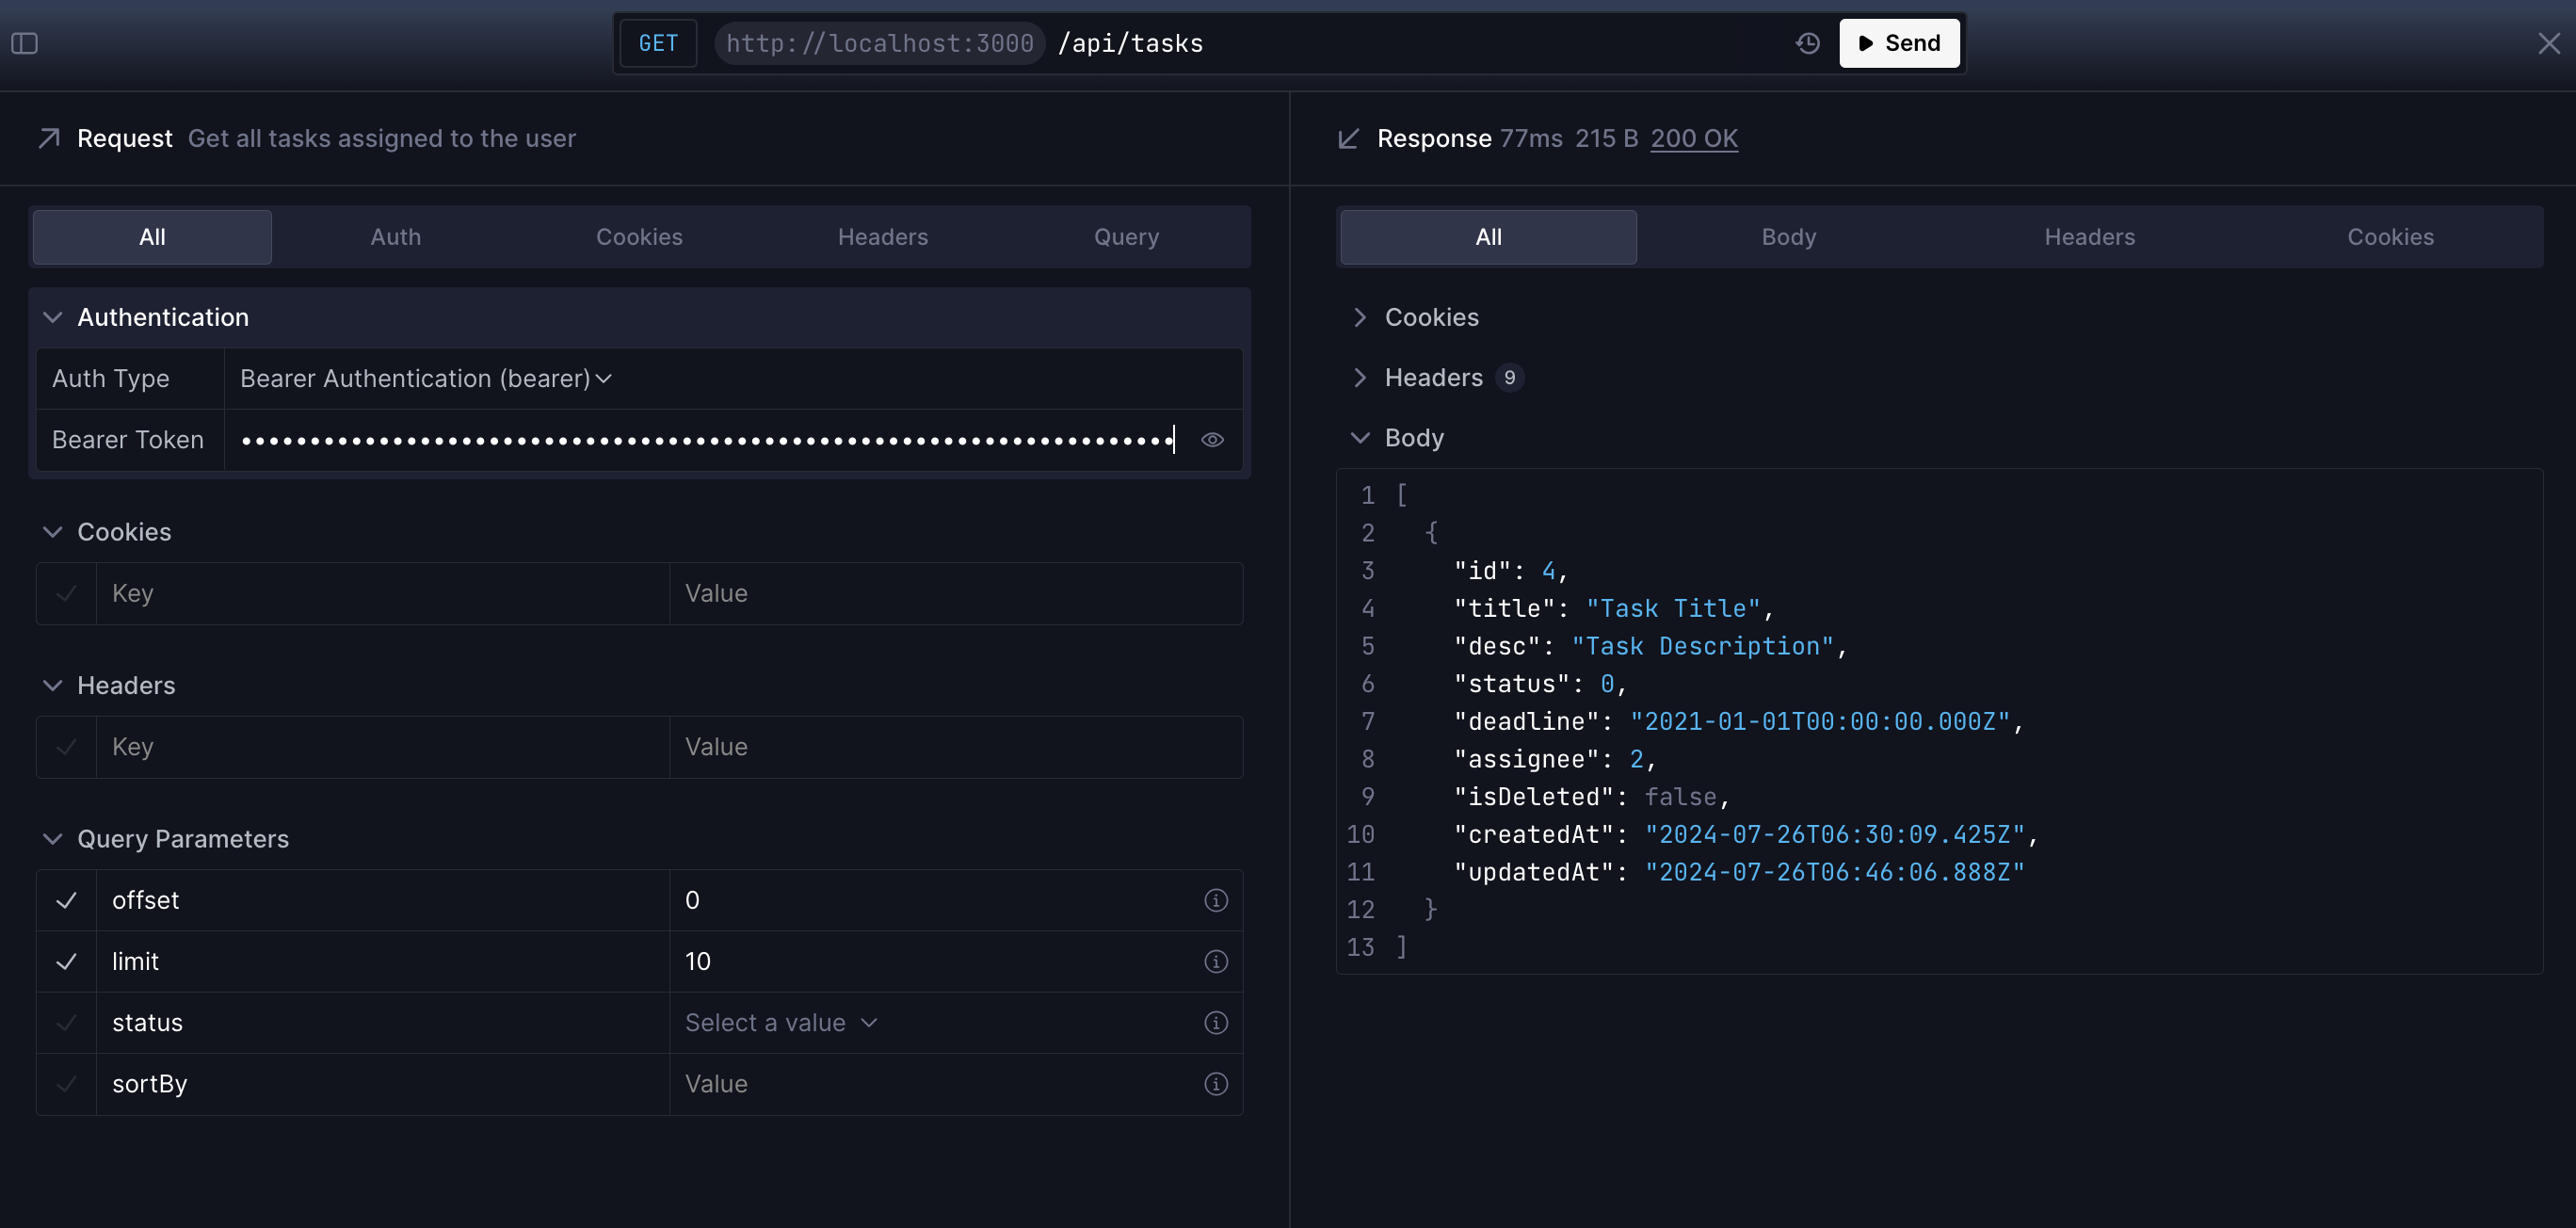 GET http://localhost:3000 /api/tasks Send
Request Get all tasks assigned to the user
All Auth Cookies Headers Query
Authentication
Auth Type Bearer Authentication (bearer)
Bearer Token
Cookies
Key Value
Headers
Key Value
Query Parameters
offset 0
limit 10
status Select a value
sortBy Value
Response 77ms 215 B 200 OK
All Body Headers Cookies
Cookies
Headers 9
Body
1 [
2 {
3 "id": 4,
4 "title": "Task Title",
5 "desc": "Task Description",
6 "status": 0,
7 "deadline": "2021-01-01T00:00:00.000Z",
8 "assignee": 2,
9 "isDeleted": false,
10 "createdAt": "2024-07-26T06:30:09.425Z",
11 "updatedAt": "2024-07-26T06:46:06.888Z"
12 }
13 ]